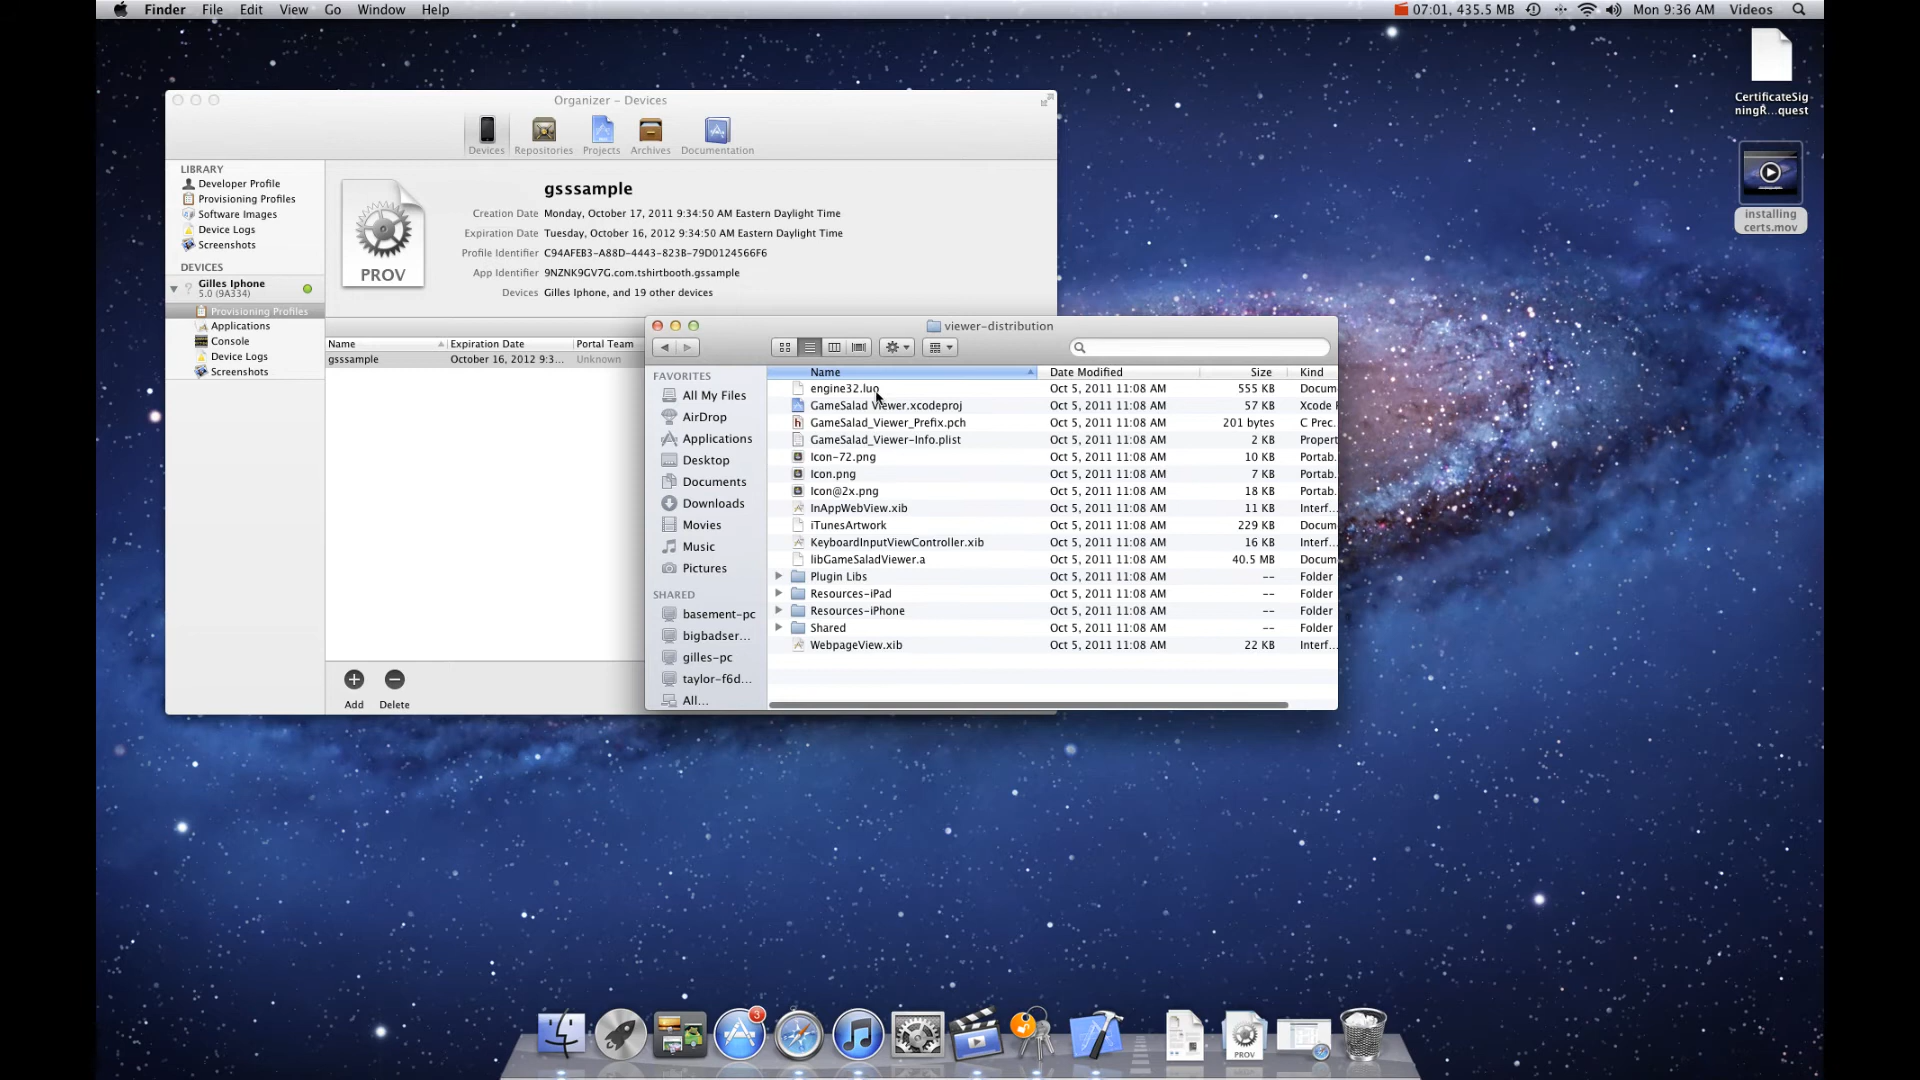 Finder File Edit View Go Window Help
07:01, 435.5 MB Mon 9:36 AM Videos
CertificateSigningR...quest
installing certs.mov
Organizer – Devices
Devices Repositories Projects Archives Documentation
LIBRARY
Developer Profile
Provisioning Profiles
Software Images
Device Logs
Screenshots
DEVICES
Gilles Iphone
5.0 (9A334)
Provisioning Profiles
Applications
Console
Device Logs
Screenshots
PROV
gsssample
Creation Date Monday, October 17, 2011 9:34:50 AM Eastern Daylight Time
Expiration Date Tuesday, October 16, 2012 9:34:50 AM Eastern Daylight Time
Profile Identifier C94AFEB3-A88D-4443-823B-79D0124566F6
App Identifier 9NZNK9GV7G.com.tshirtbooth.gssample
Devices Gilles Iphone, and 19 other devices
Name Expiration Date Portal Team
gsssample October 16, 2012 9:3... Unknown
Add Delete
viewer-distribution
FAVORITES
All My Files
AirDrop
Applications
Desktop
Documents
Downloads
Movies
Music
Pictures
SHARED
basement-pc
bigbadser...
gilles-pc
taylor-f6d...
All...
Name Date Modified Size Kind
engine32.luo Oct 5, 2011 11:08 AM 555 KB Docum
GameSalad Viewer.xcodeproj Oct 5, 2011 11:08 AM 57 KB Xcode
GameSalad_Viewer_Prefix.pch Oct 5, 2011 11:08 AM 201 bytes C Prec.
GameSalad_Viewer-Info.plist Oct 5, 2011 11:08 AM 2 KB Propert
Icon-72.png Oct 5, 2011 11:08 AM 10 KB Portab.
Icon.png Oct 5, 2011 11:08 AM 7 KB Portab.
Icon@2x.png Oct 5, 2011 11:08 AM 18 KB Portab.
InAppWebView.xib Oct 5, 2011 11:08 AM 11 KB Interf...
iTunesArtwork Oct 5, 2011 11:08 AM 229 KB Docum
KeyboardInputViewController.xib Oct 5, 2011 11:08 AM 16 KB Interf...
libGameSaladViewer.a Oct 5, 2011 11:08 AM 40.5 MB Docum
Plugin Libs Oct 5, 2011 11:08 AM -- Folder
Resources-iPad Oct 5, 2011 11:08 AM -- Folder
Resources-iPhone Oct 5, 2011 11:08 AM -- Folder
Shared Oct 5, 2011 11:08 AM -- Folder
WebpageView.xib Oct 5, 2011 11:08 AM 22 KB Interf...
3
PROV